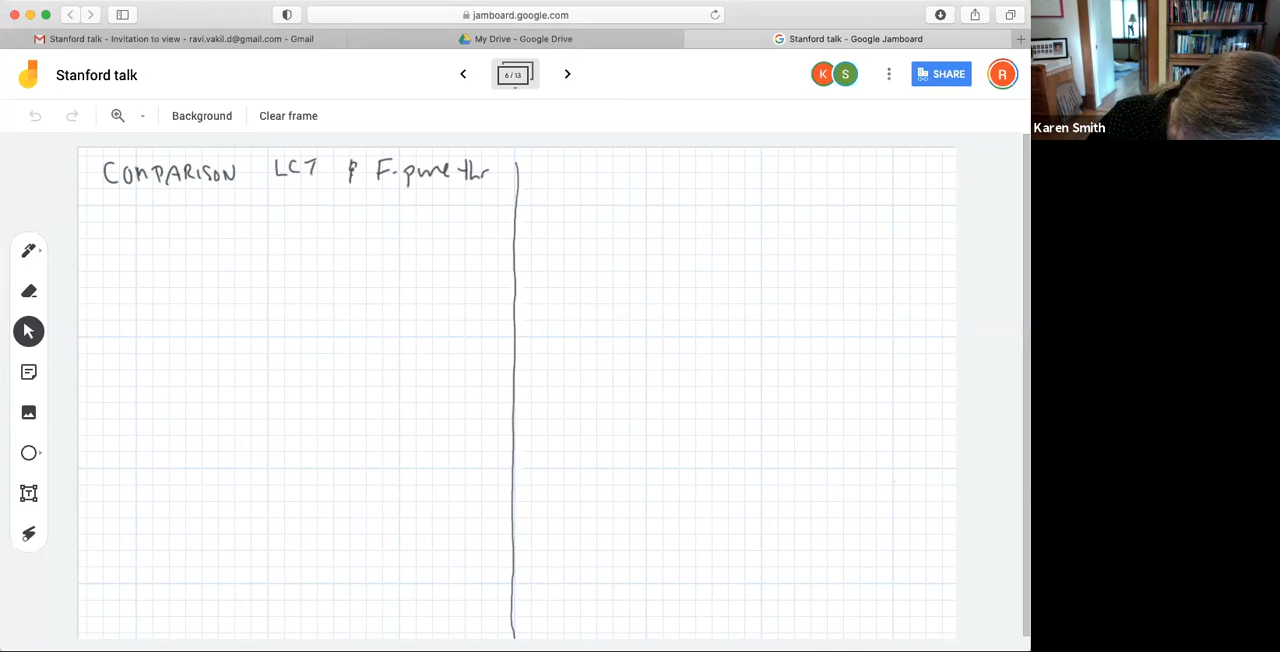 jamboard.google.com
Stanford talk - Invitation to view - ravi.vakil.d@gmail.com - Gmail
My Drive - Google Drive
Stanford talk - Google Jamboard
Stanford talk
6 / 13
K
S
SHARE
R
Background
Clear frame
Karen Smith
COMPARISON LCT & F-pure thr